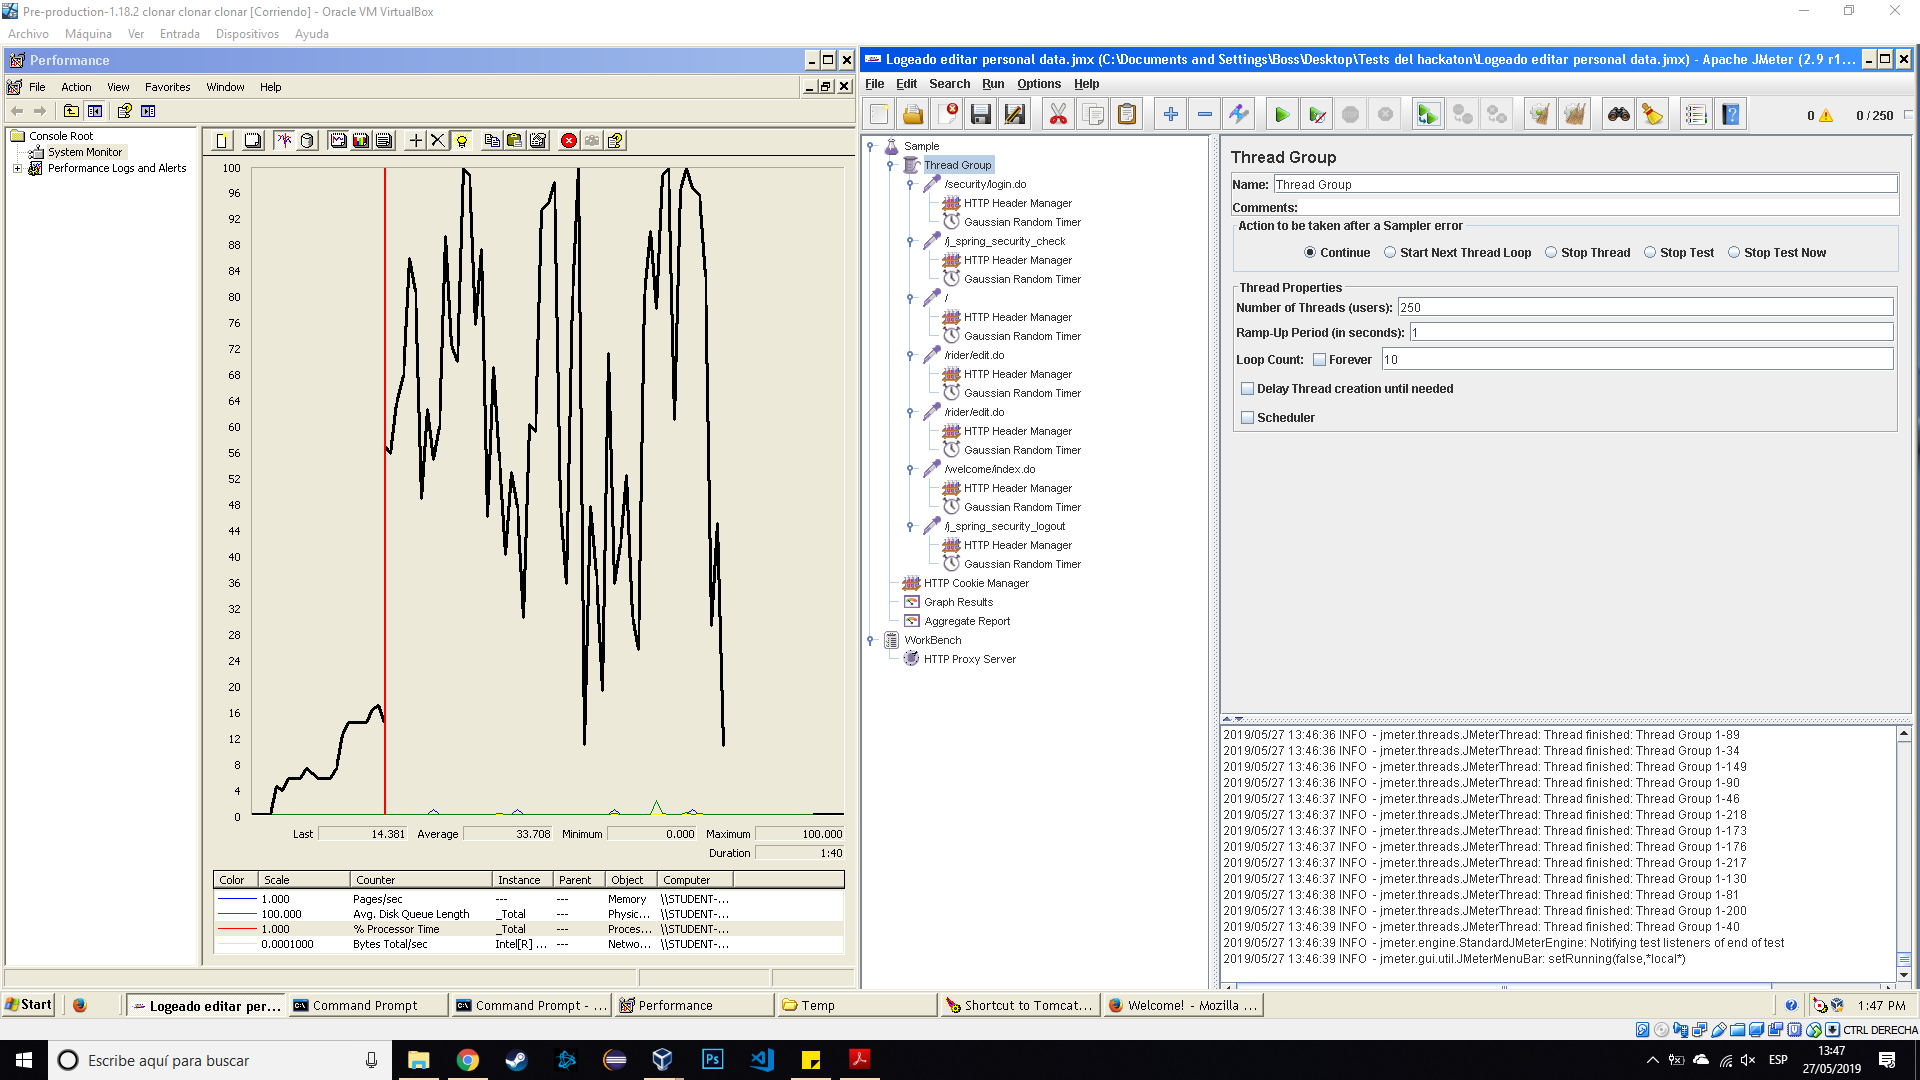 Pre-production-1.18.2 clonar clonar clonar [Corriendo] - Oracle VM VirtualBox
Archivo Máquina Ver Entrada Dispositivos Ayuda
Performance
File Action View Favorites Window Help
Console Root
System Monitor
Performance Logs and Alerts
100
96
92
88
84
80
76
72
68
64
60
56
52
48
44
40
36
32
28
24
20
16
12
8
4
0
Last 14.381 Average 33.708 Minimum 0.000 Maximum 100.000
Duration 1:40
Color Scale Counter Instance Parent Object Computer
1.000 Pages/sec --- --- Memory \\STUDENT-...
100.000 Avg. Disk Queue Length _Total --- Physic... \\STUDENT-...
1.000 % Processor Time _Total --- Proces... \\STUDENT-...
0.0001000 Bytes Total/sec Intel[R] ... --- Netwo... \\STUDENT-...
Logeado editar personal data.jmx (C:\Documents and Settings\Boss\Desktop\Tests del hackaton\Logeado editar personal data.jmx) - Apache JMeter (2.9 r1...
File Edit Search Run Options Help
0 0 / 250
Sample
Thread Group
/security/login.do
HTTP Header Manager
Gaussian Random Timer
/j_spring_security_check
HTTP Header Manager
Gaussian Random Timer
/
HTTP Header Manager
Gaussian Random Timer
/rider/edit.do
HTTP Header Manager
Gaussian Random Timer
/rider/edit.do
HTTP Header Manager
Gaussian Random Timer
/welcome/index.do
HTTP Header Manager
Gaussian Random Timer
/j_spring_security_logout
HTTP Header Manager
Gaussian Random Timer
HTTP Cookie Manager
Graph Results
Aggregate Report
WorkBench
HTTP Proxy Server
Thread Group
Name: Thread Group
Comments:
Action to be taken after a Sampler error
Continue Start Next Thread Loop Stop Thread Stop Test Stop Test Now
Thread Properties
Number of Threads (users): 250
Ramp-Up Period (in seconds): 1
Loop Count: Forever 10
Delay Thread creation until needed
Scheduler
2019/05/27 13:46:36 INFO - jmeter.threads.JMeterThread: Thread finished: Thread Group 1-89
2019/05/27 13:46:36 INFO - jmeter.threads.JMeterThread: Thread finished: Thread Group 1-34
2019/05/27 13:46:36 INFO - jmeter.threads.JMeterThread: Thread finished: Thread Group 1-149
2019/05/27 13:46:36 INFO - jmeter.threads.JMeterThread: Thread finished: Thread Group 1-90
2019/05/27 13:46:37 INFO - jmeter.threads.JMeterThread: Thread finished: Thread Group 1-46
2019/05/27 13:46:37 INFO - jmeter.threads.JMeterThread: Thread finished: Thread Group 1-218
2019/05/27 13:46:37 INFO - jmeter.threads.JMeterThread: Thread finished: Thread Group 1-173
2019/05/27 13:46:37 INFO - jmeter.threads.JMeterThread: Thread finished: Thread Group 1-176
2019/05/27 13:46:37 INFO - jmeter.threads.JMeterThread: Thread finished: Thread Group 1-217
2019/05/27 13:46:37 INFO - jmeter.threads.JMeterThread: Thread finished: Thread Group 1-130
2019/05/27 13:46:38 INFO - jmeter.threads.JMeterThread: Thread finished: Thread Group 1-81
2019/05/27 13:46:38 INFO - jmeter.threads.JMeterThread: Thread finished: Thread Group 1-200
2019/05/27 13:46:39 INFO - jmeter.threads.JMeterThread: Thread finished: Thread Group 1-40
2019/05/27 13:46:39 INFO - jmeter.engine.StandardJMeterEngine: Notifying test listeners of end of test
2019/05/27 13:46:39 INFO - jmeter.gui.util.JMeterMenuBar: setRunning(false,*local*)
Start Logeado editar per... Command Prompt Command Prompt - ... Performance Temp Shortcut to Tomcat... Welcome! - Mozilla ... 1:47 PM
CTRL DERECHA
Escribe aquí para buscar
ESP
13:47
27/05/2019